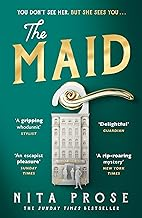 YOU DON'T SEE HER. BUT SHE SEES YOU...
The
MAID
'A gripping
whodunnit'
STYLIST
'Delightful'
GUARDIAN
'An escapist
pleasure'
SUNDAY
TIMES
'A rip-roaring
mystery'
NEW YORK
TIMES
NITA PROSE
THE SUNDAY TIMES BESTSELLER